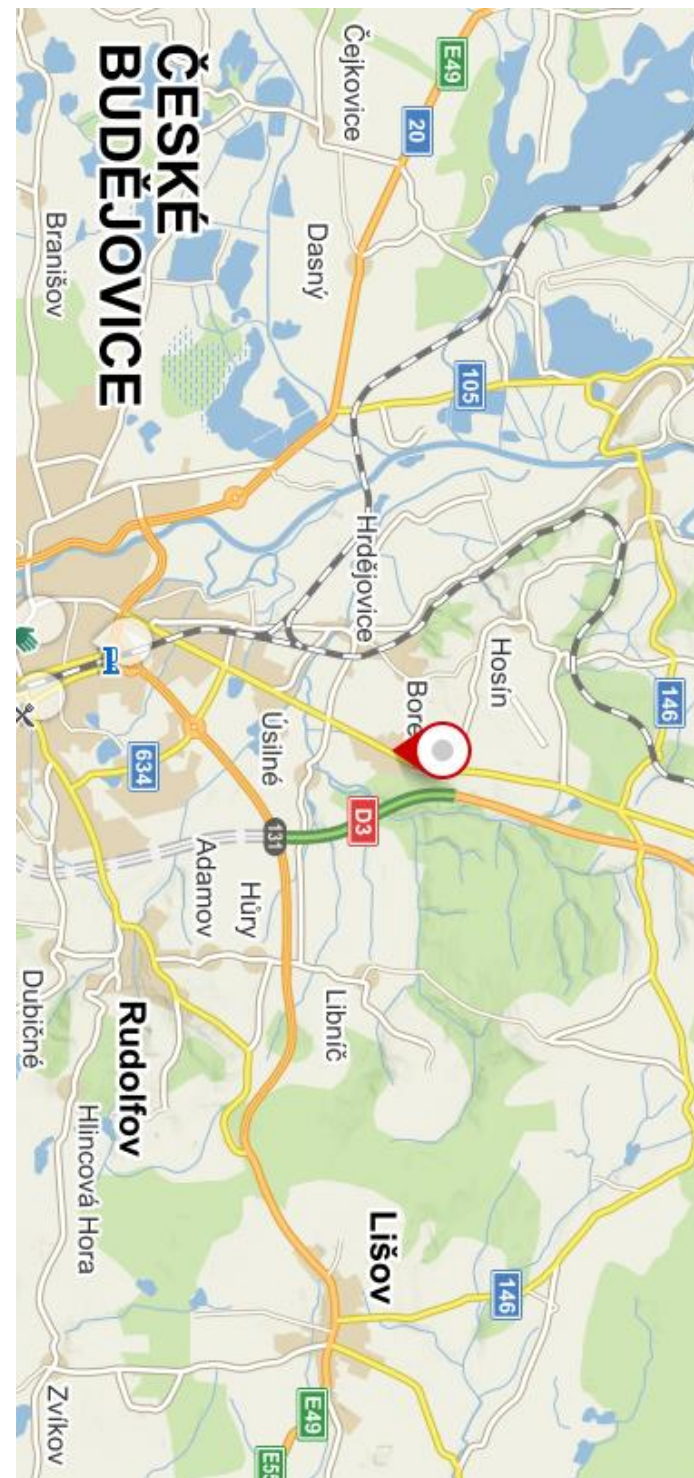 146
Hosín
146
105
E49
20
Bore
Lišov
Hrdějovice
D3
Čejkovice
Libníč
Dasný
E49
131
Úsilné
E55
Hůry
Adamov
ČESKÉ
BUDĚJOVICE
634
Rudolfov
Hlincová Hora
Branišov
Zvíkov
Dubičné